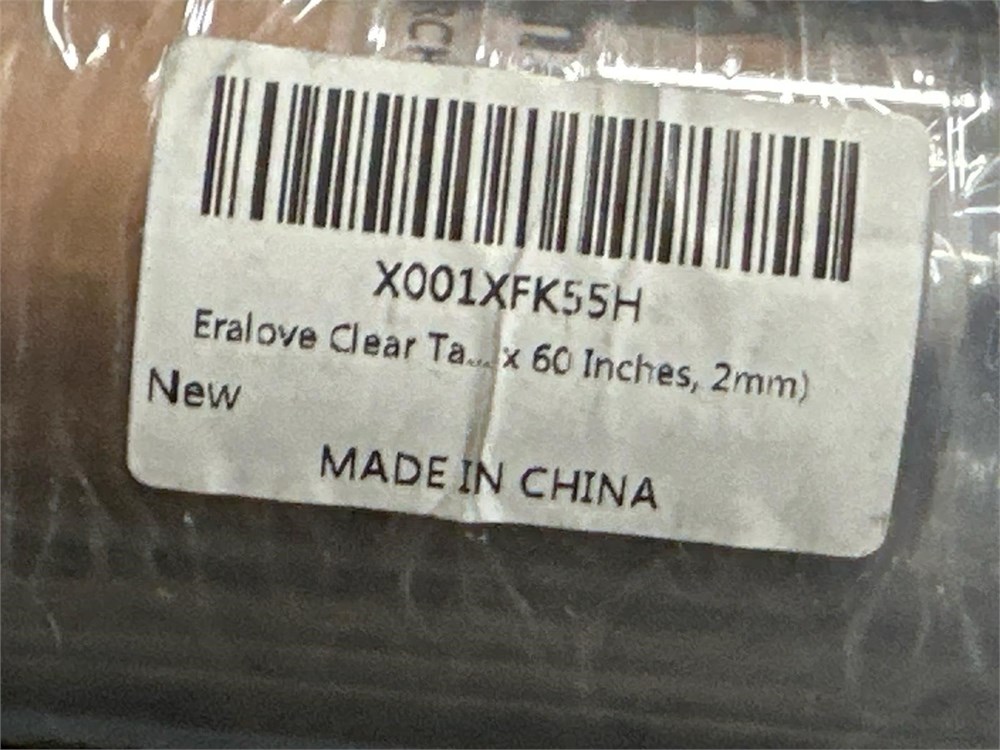 X001XFK55H
Eralove Clear Ta... x 60 Inches, 2mm)
New
MADE IN CHINA